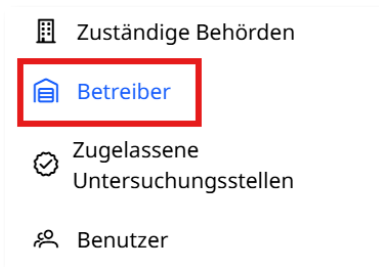 Zuständige Behörden
Betreiber
Zugelassene
Untersuchungsstellen
Benutzer